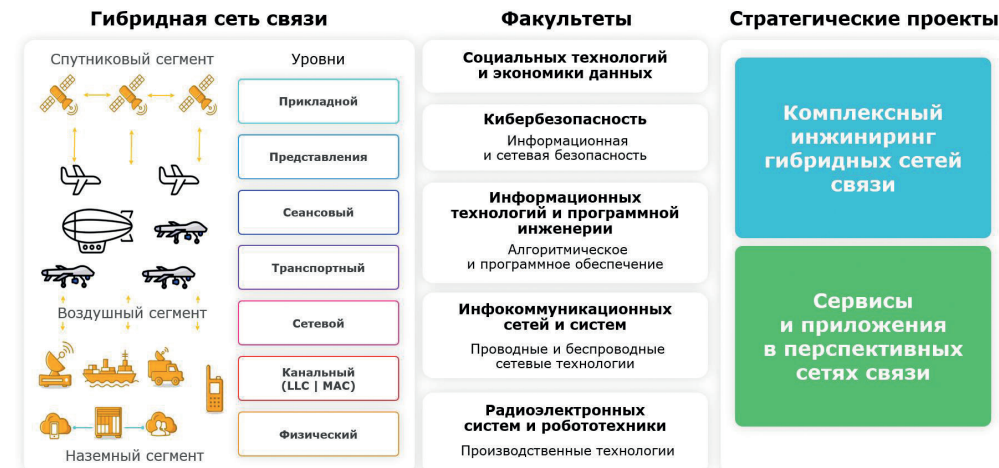 Гибридная сеть связи
Спутниковый сегмент
Воздушный сегмент
Наземный сегмент
Уровни
Прикладной
Представления
Сеансовый
Транспортный
Сетевой
Канальный
(LLC | MAC)
Физический
Факультеты
Социальных технологий
и экономики данных
Кибербезопасность
Информационная
и сетевая безопасность
Информационных
технологий и программной
инженерии
Алгоритмическое
и программное обеспечение
Инфокоммуникационных
сетей и систем
Проводные и беспроводные
сетевые технологии
Радиоэлектронных
систем и робототехники
Производственные технологии
Стратегические проекты
Комплексный
инжиниринг
гибридных сетей
связи
Сервисы
и приложения
в перспективных
сетях связи